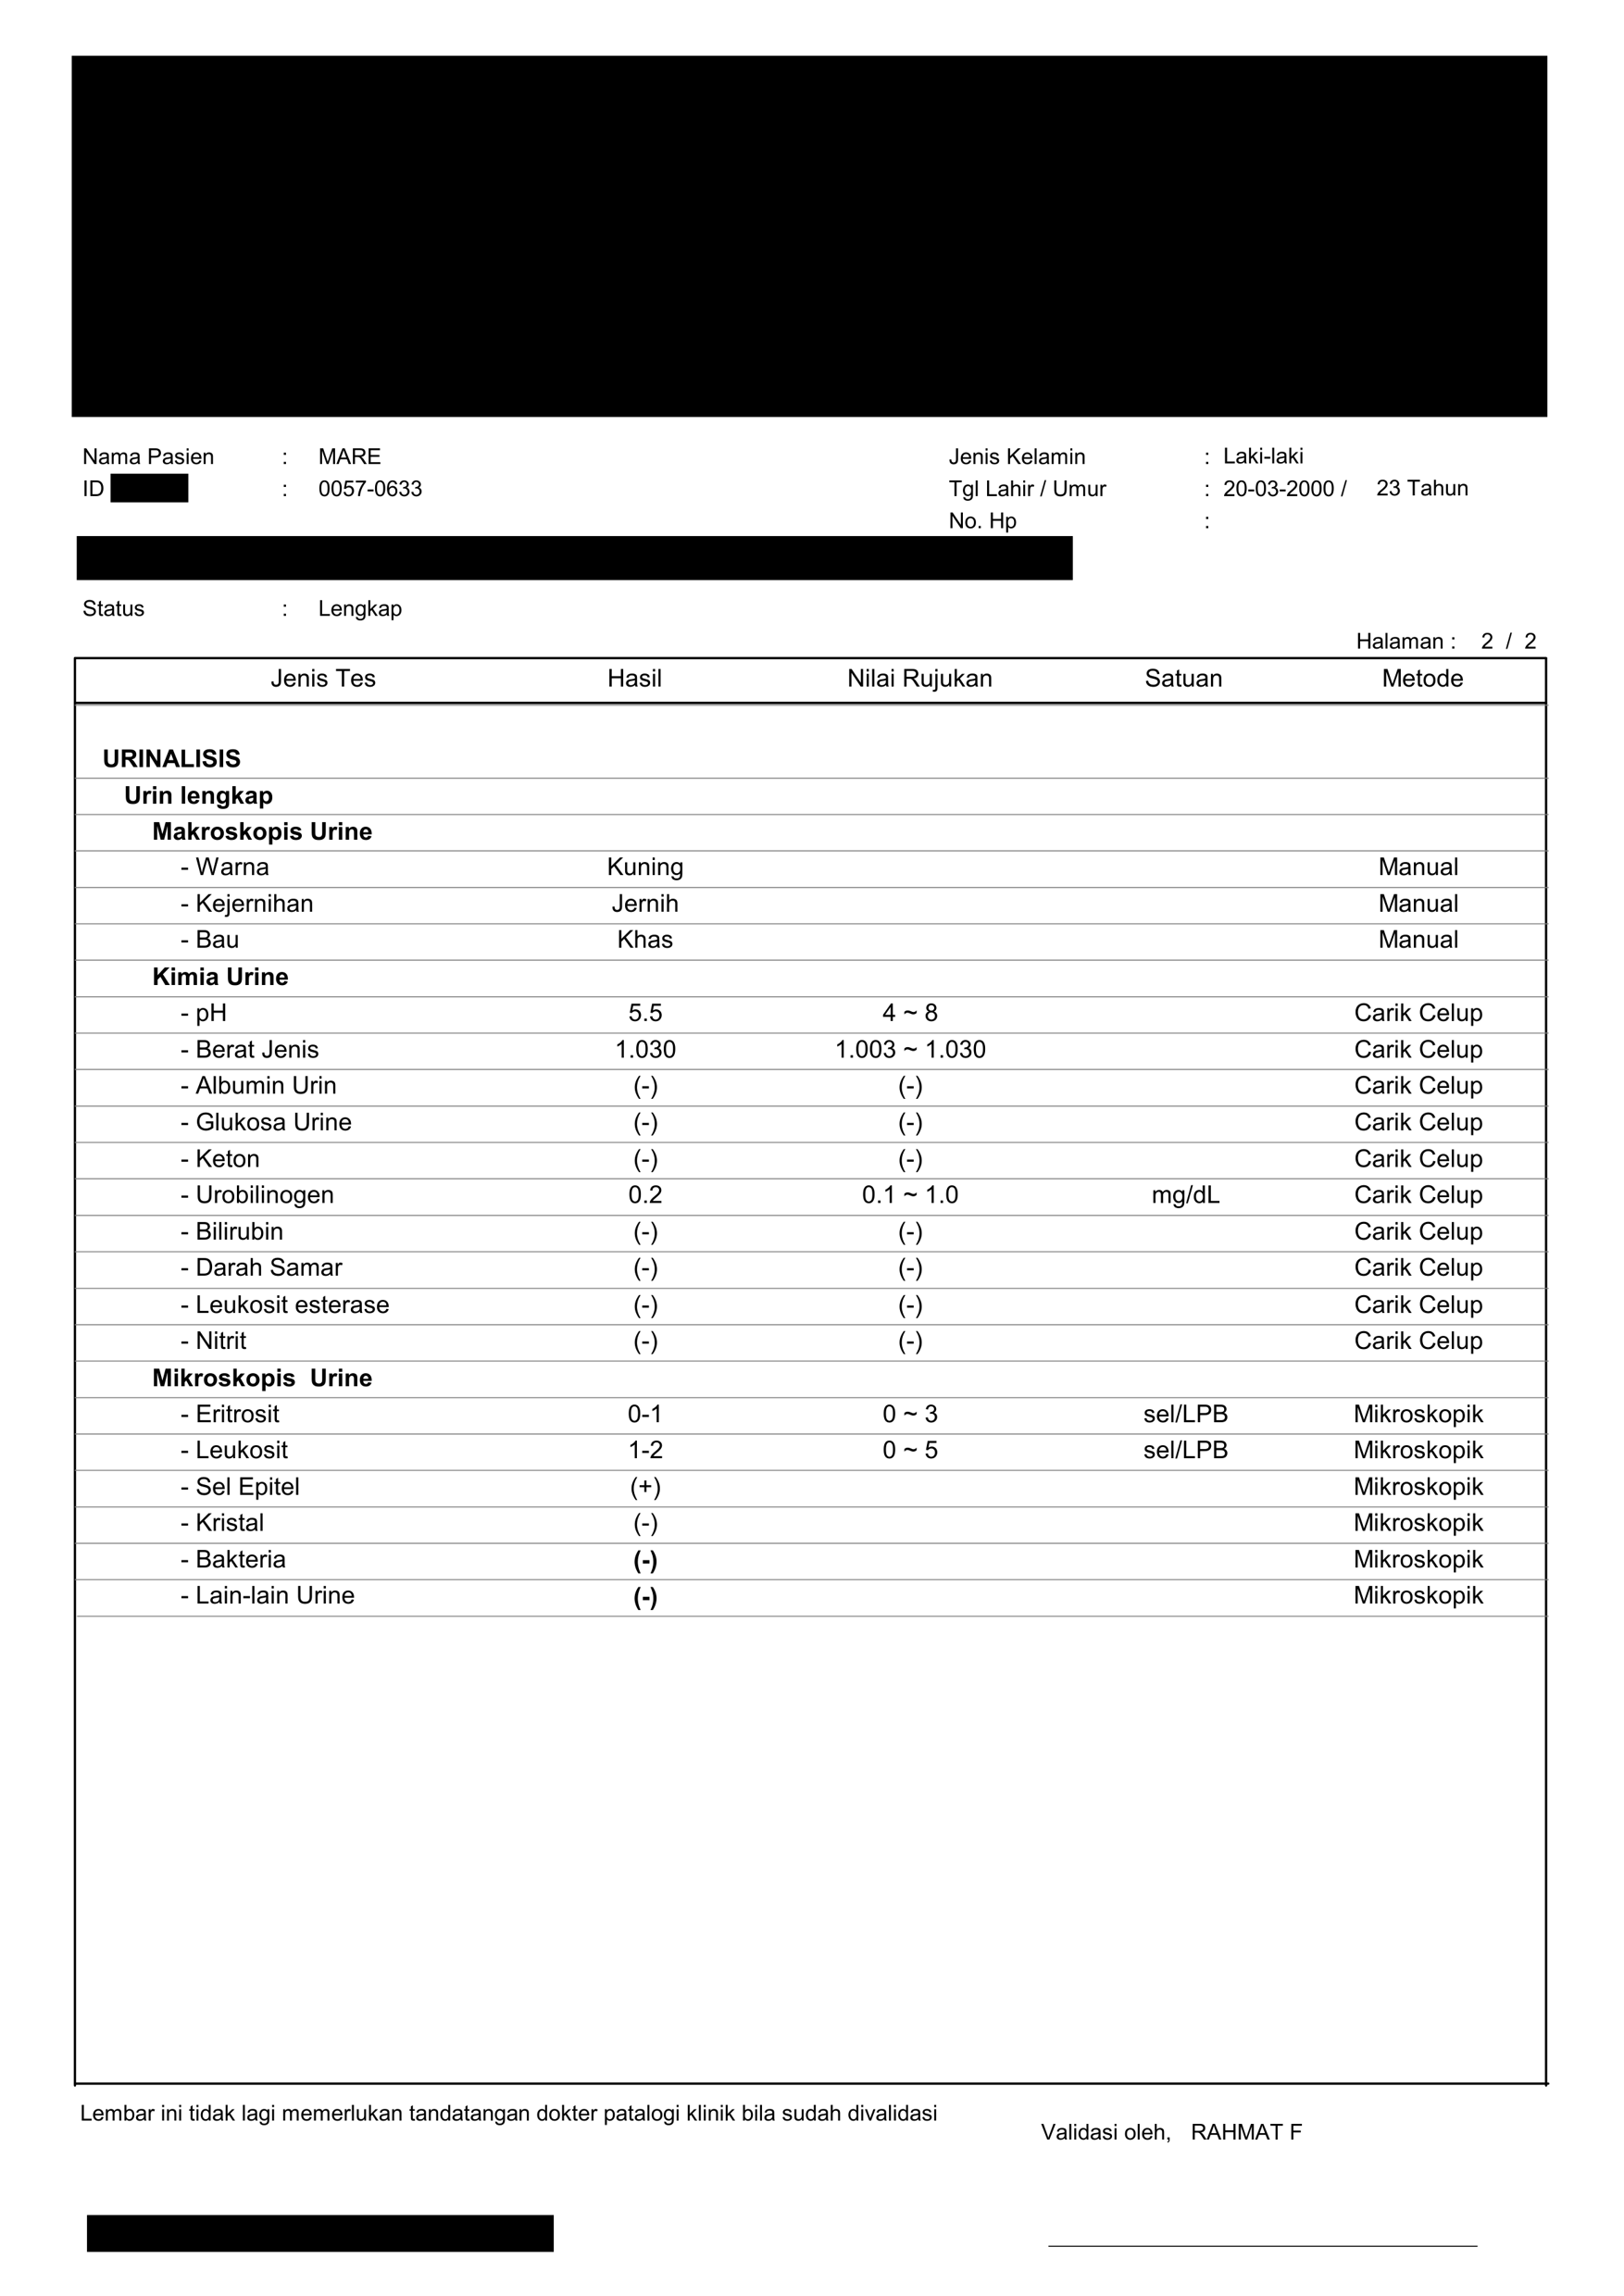 Nama Pasien : MARE Jenis Kelamin : Laki-laki
ID : 0057-0633 Tgl Lahir / Umur : 20-03-2000 / 23 Tahun
No. Hp :
Status : Lengkap
Halaman : 2 / 2
Jenis Tes Hasil Nilai Rujukan Satuan Metode
URINALISIS
Urin lengkap
Makroskopis Urine
- Warna Kuning Manual
- Kejernihan Jernih Manual
- Bau Khas Manual
Kimia Urine
- pH 5.5 4 ~ 8 Carik Celup
- Berat Jenis 1.030 1.003 ~ 1.030 Carik Celup
- Albumin Urin (-) (-) Carik Celup
- Glukosa Urine (-) (-) Carik Celup
- Keton (-) (-) Carik Celup
- Urobilinogen 0.2 0.1 ~ 1.0 mg/dL Carik Celup
- Bilirubin (-) (-) Carik Celup
- Darah Samar (-) (-) Carik Celup
- Leukosit esterase (-) (-) Carik Celup
- Nitrit (-) (-) Carik Celup
Mikroskopis Urine
- Eritrosit 0-1 0 ~ 3 sel/LPB Mikroskopik
- Leukosit 1-2 0 ~ 5 sel/LPB Mikroskopik
- Sel Epitel (+) Mikroskopik
- Kristal (-) Mikroskopik
- Bakteria (-) Mikroskopik
- Lain-lain Urine (-) Mikroskopik
Lembar ini tidak lagi memerlukan tandatangan dokter patalogi klinik bila sudah divalidasi
Validasi oleh, RAHMAT F